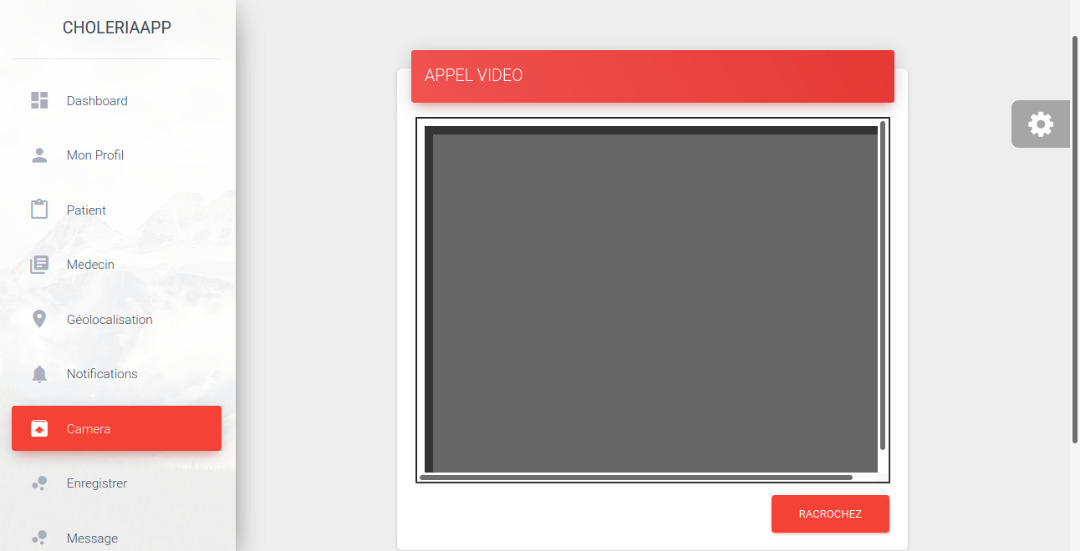 CHOLERIAAPP
Dashboard
Mon Profil
Patient
Medecin
Géolocalisation
Notifications
Camera
Enregistrer
Message
APPEL VIDEO
RACROCHEZ